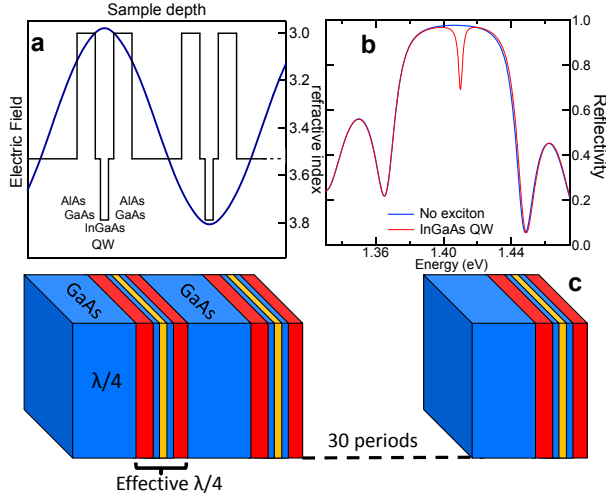 Sample depth
a
Electric Field
3.0
3.2
3.4
3.6
3.8
refractive index
AlAs AlAs
GaAs GaAs
InGaAs
QW
b
1.0
0.8
0.6
0.4
0.2
0.0
Reflectivity
No exciton
InGaAs QW
1.36 1.40 1.44
Energy (eV)
c
GaAs GaAs
λ/4
30 periods
Effective λ/4